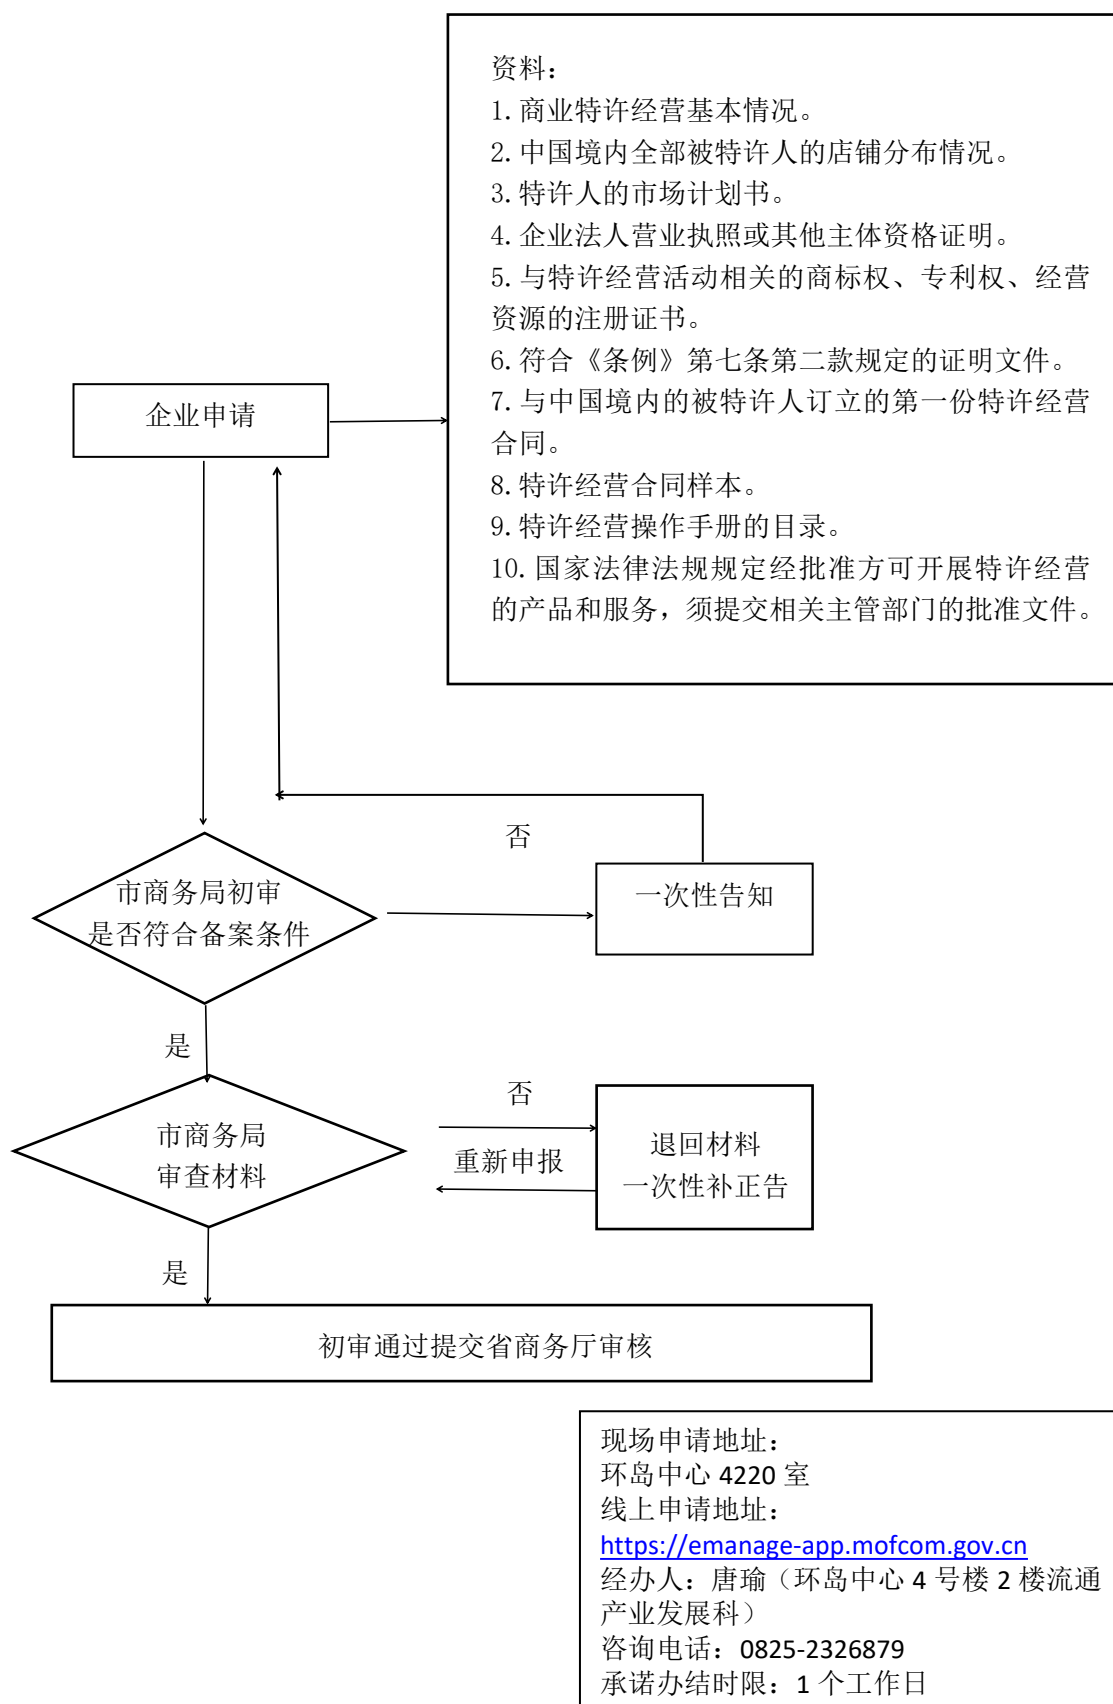 资料：
1.商业特许经营基本情况。
2.中国境内全部被特许人的店铺分布情况。
3.特许人的市场计划书。
4.企业法人营业执照或其他主体资格证明。
5.与特许经营活动相关的商标权、专利权、经营
资源的注册证书。
6.符合《条例》第七条第二款规定的证明文件。
7.与中国境内的被特许人订立的第一份特许经营
合同。
8.特许经营合同样本。
9.特许经营操作手册的目录。
10.国家法律法规规定经批准方可开展特许经营
的产品和服务，须提交相关主管部门的批准文件。
企业申请
否
市商务局初审
是否符合备案条件
一次性告知
是
市商务局
审查材料
否
重新申报
退回材料
一次性补正告
是
初审通过提交省商务厅审核
现场申请地址：
环岛中心 4220 室
线上申请地址：
https://emanage-app.mofcom.gov.cn
经办人：唐瑜（环岛中心 4 号楼 2 楼流通
产业发展科）
咨询电话：0825-2326879
承诺办结时限：1 个工作日